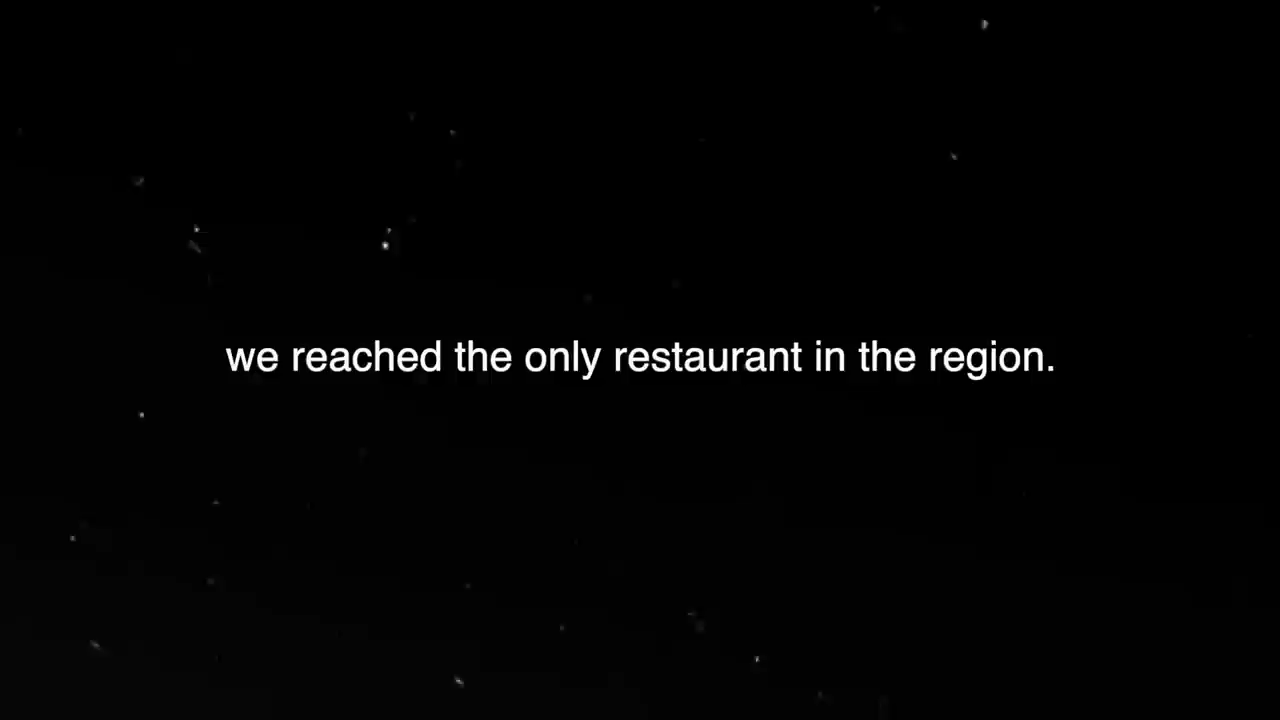 we reached the only restaurant in the region.